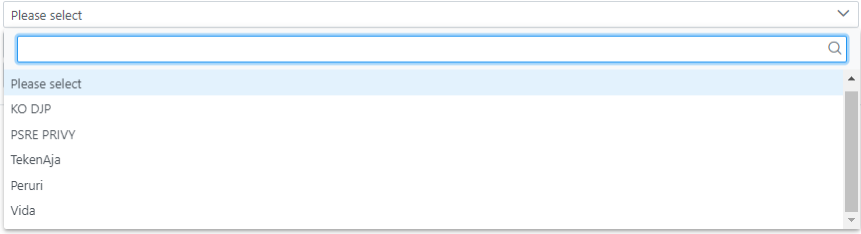 Please select
Please select
KO DJP
PSRE PRIVY
TekenAja
Peruri
Vida